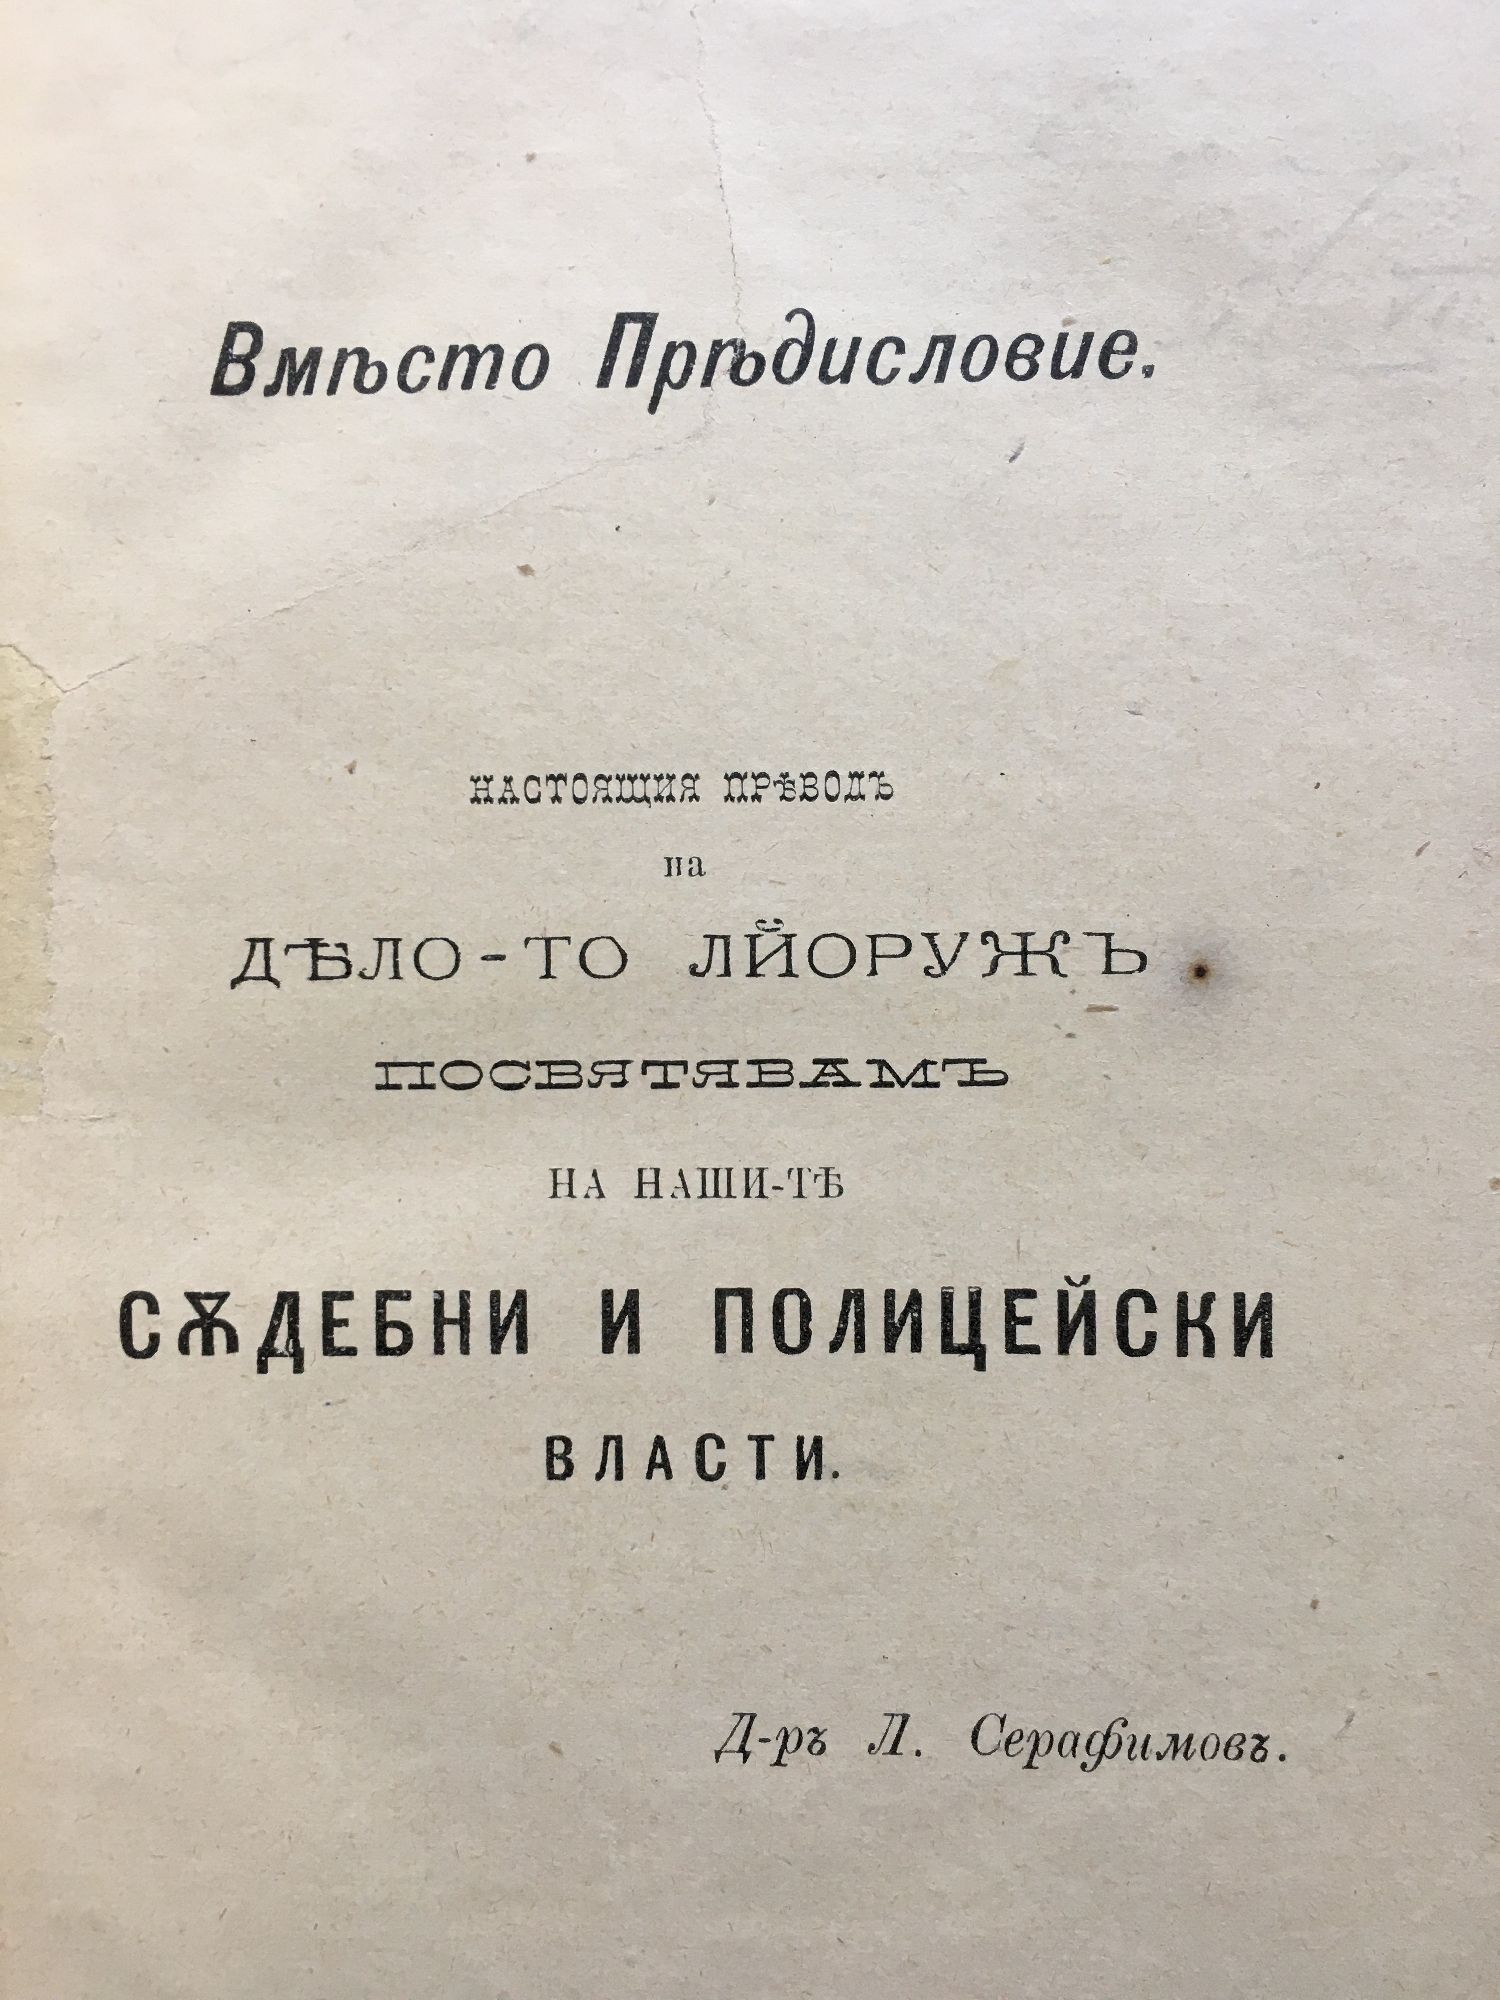 Вмѣсто Прѣдисловие.
НАСТОЯЩИЯ ПРѢВОДЪ
на
ДѢЛО-ТО ЛЙОРУЖЪ
ПОСВЯТЯВАМЪ
НА НАШИ-ТѢ
СѪДЕБНИ И ПОЛИЦЕЙСКИ
ВЛАСТИ.
Д-ръ Л. Серафимовъ.